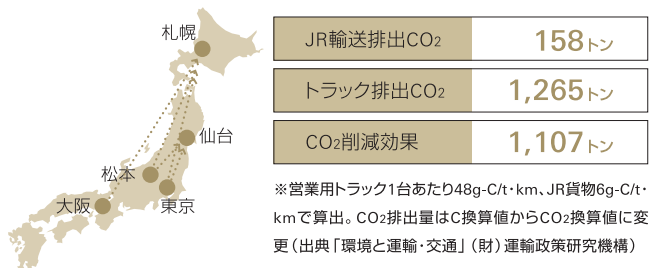 札幌
仙台
松本
大阪
東京
JR輸送排出CO2 158トン
トラック排出CO2 1,265トン
CO2削減効果 1,107トン
※営業用トラック1台あたり48g-C/t・km、JR貨物6g-C/t・
kmで算出。CO2排出量はC換算値からCO2換算値に変
更（出典「環境と運輸・交通」（財）運輸政策研究機構）